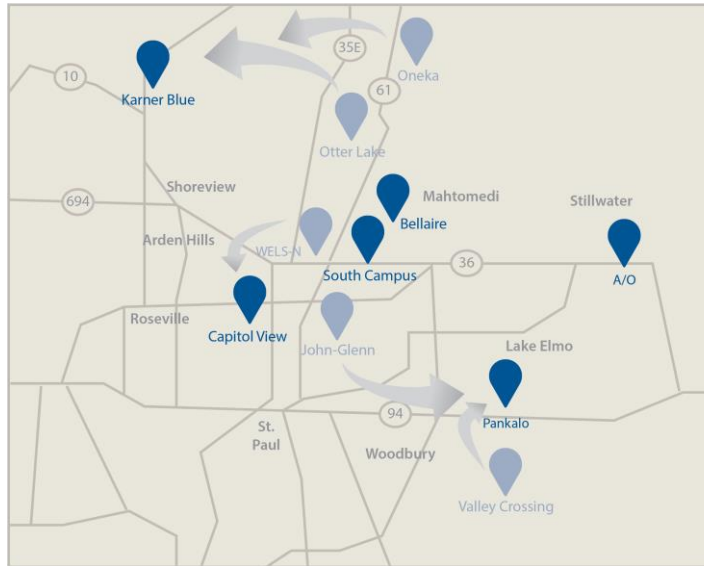 35E
Oneka
10
61
Karner Blue
Otter Lake
Shoreview
Mahtomedi
Stillwater
694
Bellaire
Arden Hills
WELS-N
South Campus
36
A/O
Roseville
Capitol View
John-Glenn
Lake Elmo
94
Pankalo
St.
Paul
Woodbury
Valley Crossing